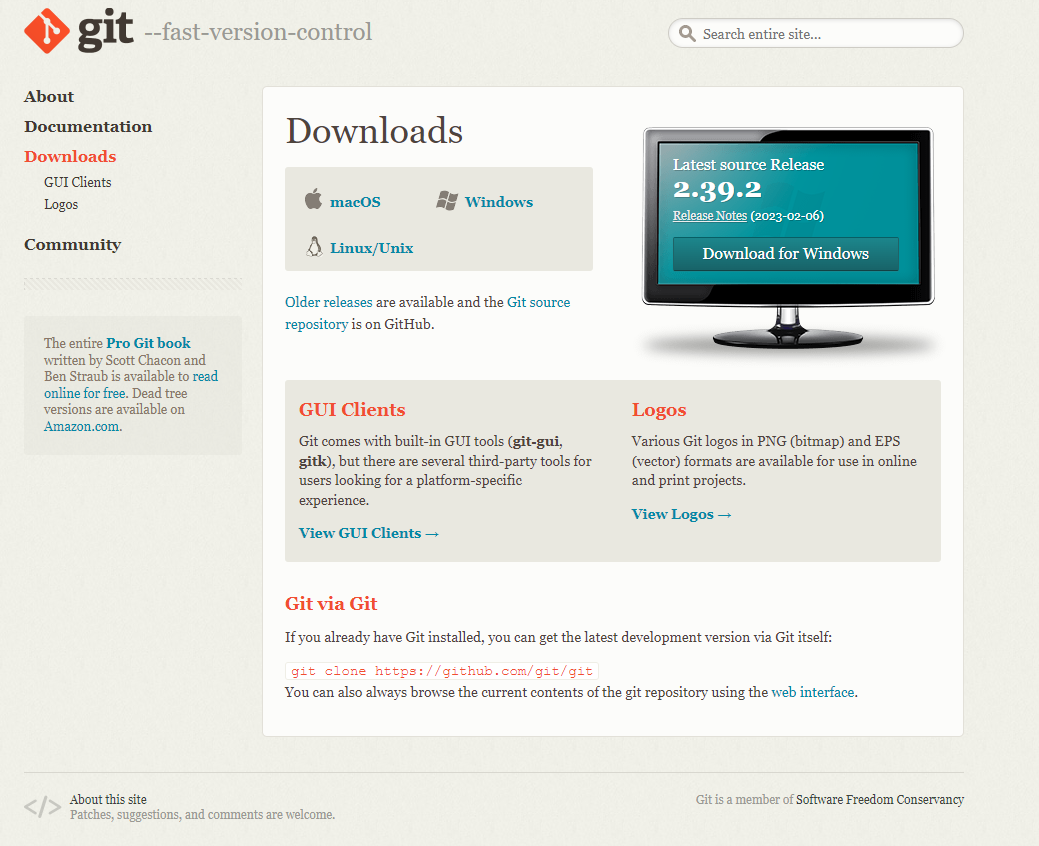 git --fast-version-control
Search entire site...
About
Documentation
Downloads
GUI Clients
Logos
Community
The entire Pro Git book
written by Scott Chacon and
Ben Straub is available to read
online for free. Dead tree
versions are available on
Amazon.com.
Downloads
macOS
Windows
Linux/Unix
Older releases are available and the Git source
repository is on GitHub.
Latest source Release
2.39.2
Release Notes (2023-02-06)
Download for Windows
GUI Clients
Git comes with built-in GUI tools (git-gui,
gitk), but there are several third-party tools for
users looking for a platform-specific
experience.
View GUI Clients →
Logos
Various Git logos in PNG (bitmap) and EPS
(vector) formats are available for use in online
and print projects.
View Logos →
Git via Git
If you already have Git installed, you can get the latest development version via Git itself:
git clone https://github.com/git/git
You can also always browse the current contents of the git repository using the web interface.
</> About this site
Patches, suggestions, and comments are welcome.
Git is a member of Software Freedom Conservancy